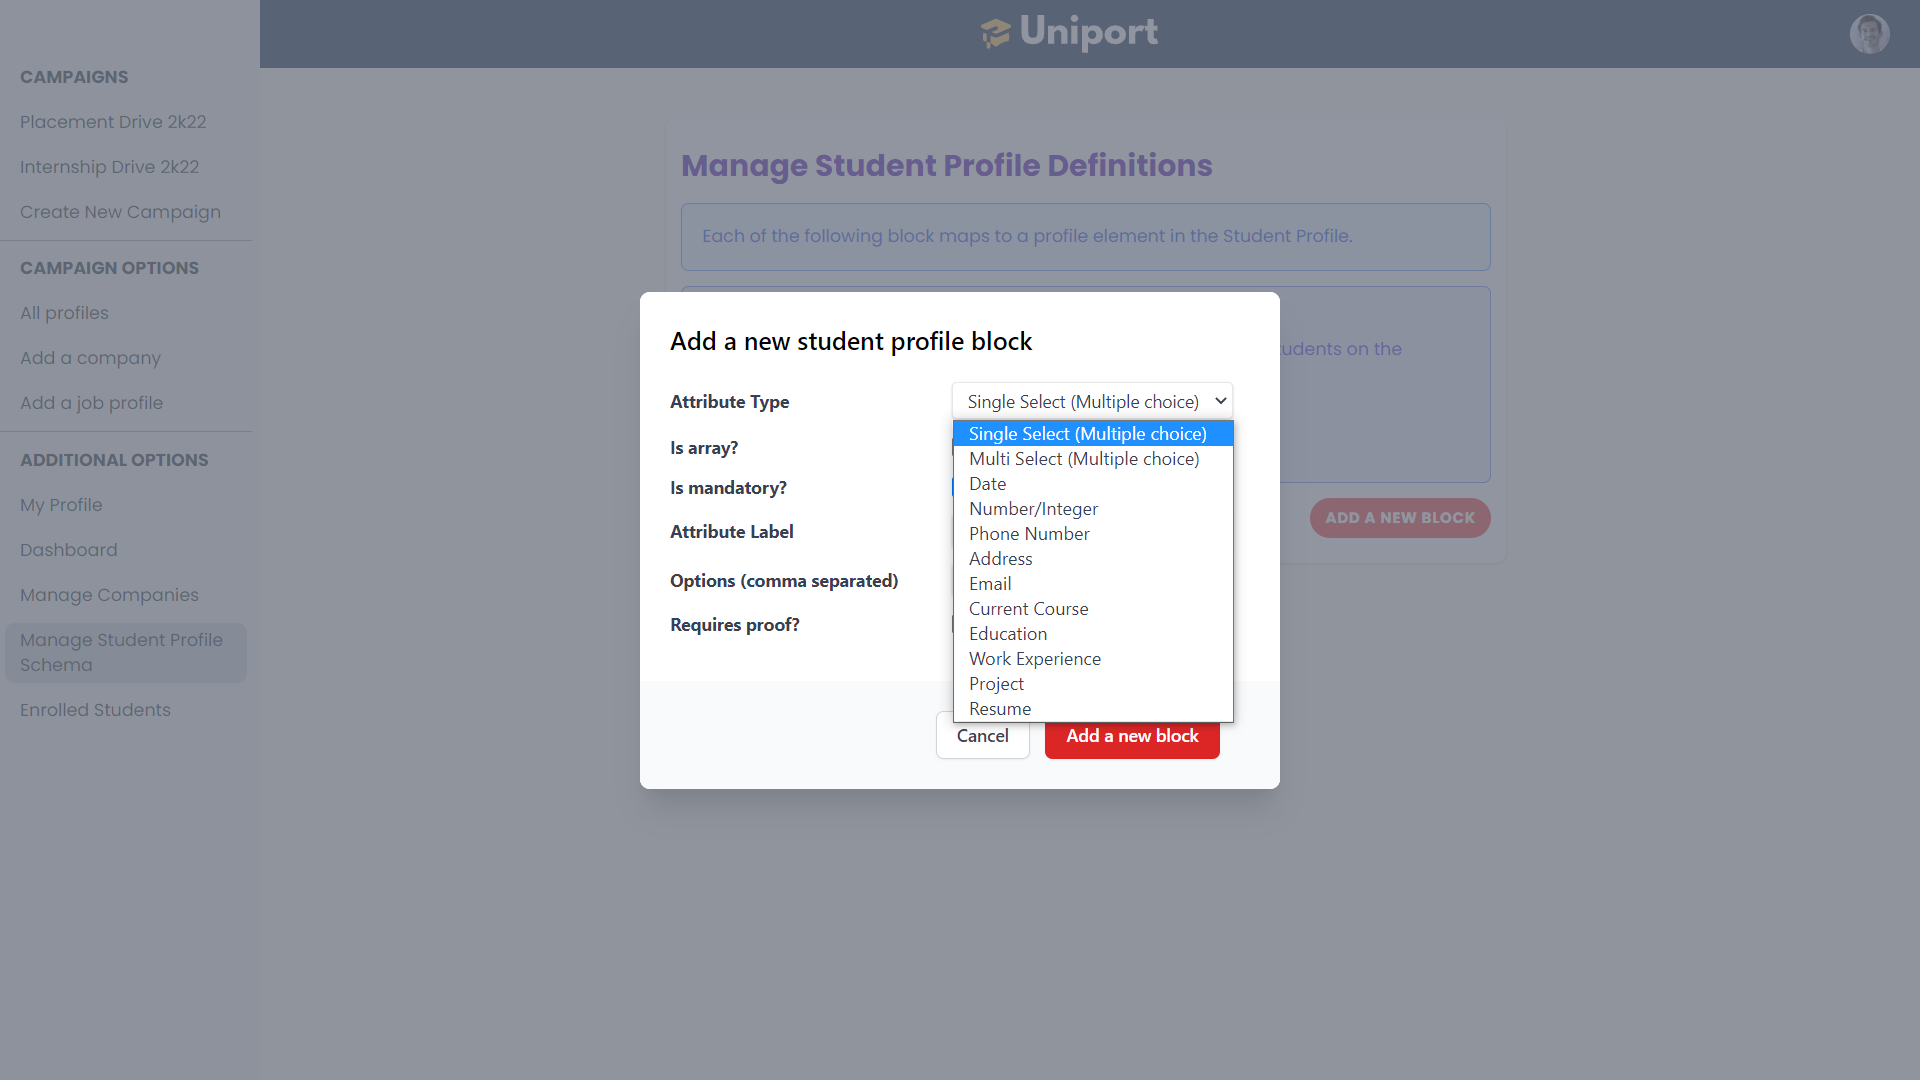 Uniport
CAMPAIGNS
Placement Drive 2k22
Internship Drive 2k22
Create New Campaign
CAMPAIGN OPTIONS
All profiles
Add a company
Add a job profile
ADDITIONAL OPTIONS
My Profile
Dashboard
Manage Companies
Manage Student Profile
Schema
Enrolled Students
Manage Student Profile Definitions
Each of the following block maps to a profile element in the Student Profile.
on the
ADD A NEW BLOCK
Add a new student profile block
Attribute Type
Single Select (Multiple choice)
Is array?
Is mandatory?
Attribute Label
Options (comma separated)
Requires proof?
Single Select (Multiple choice)
Multi Select (Multiple choice)
Date
Number/Integer
Phone Number
Address
Email
Current Course
Education
Work Experience
Project
Resume
Cancel
Add a new block